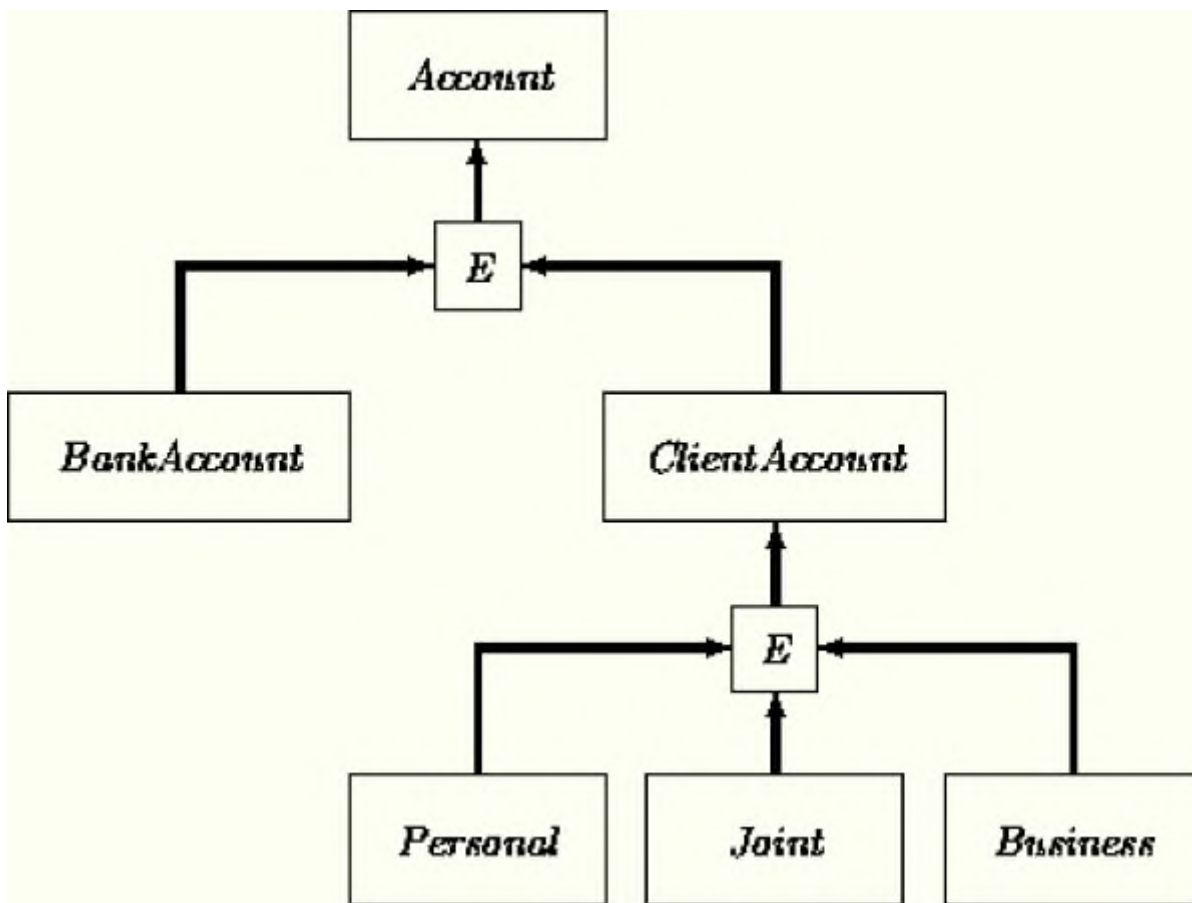 Account
E
BankAccount
ClientAccount
E
Personal
Joint
Business